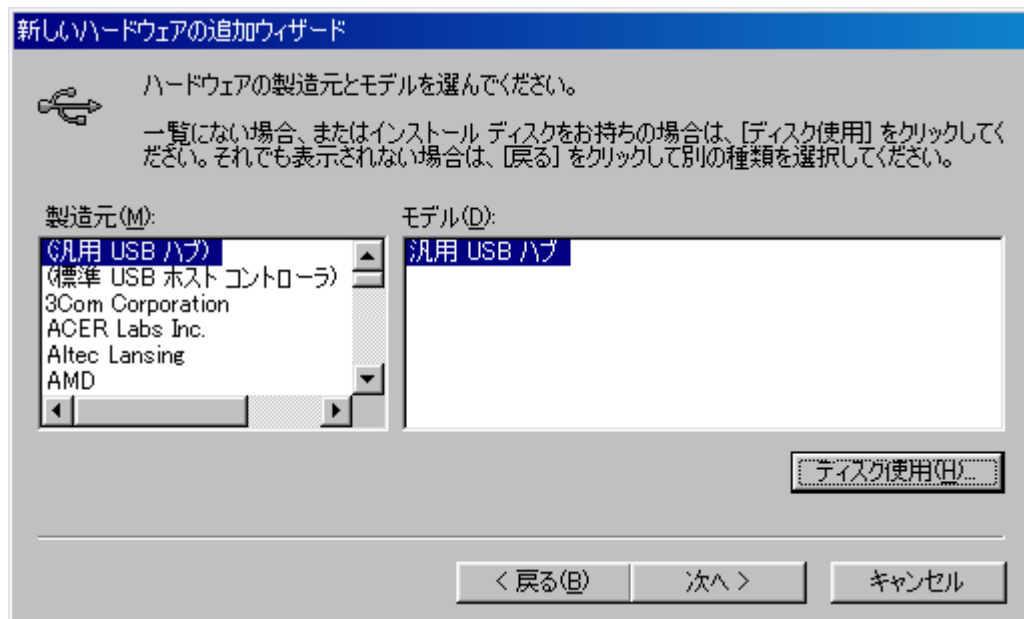 新しいハードウェアの追加ウィザード
ハードウェアの製造元とモデルを選んでください。
一覧にない場合、またはインストール ディスクをお持ちの場合は、[ディスク使用] をクリックしてく
ださい。それでも表示されない場合は、[戻る] をクリックして別の種類を選択してください。
製造元(M):
モデル(D):
(汎用 USB ハブ)
(標準 USB ホスト コントローラ)
3Com Corporation
ACER Labs Inc.
Altec Lansing
AMD
汎用 USB ハブ
ディスク使用(H)...
< 戻る(B)
次へ >
キャンセル